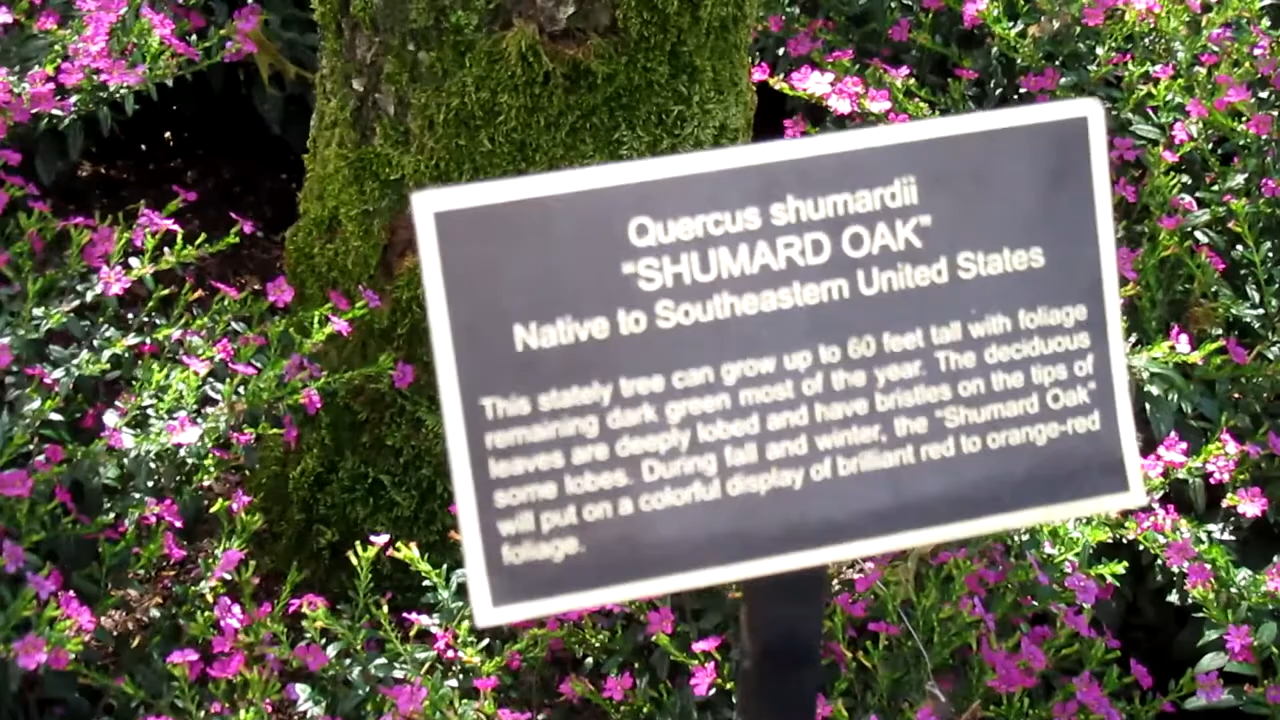 Quercus shumardii
"SHUMARD OAK"
Native to Southeastern United States
This stately tree can grow up to 60 feet tall with foliage
remaining dark green most of the year. The deciduous
leaves are deeply lobed and have bristles on the tips of
some lobes. During fall and winter, the "Shumard Oak"
will put on a colorful display of brilliant red to orange-red
foliage.